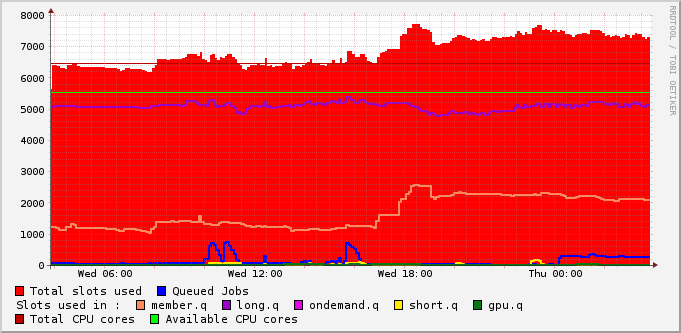 8000
7000
6000
5000
4000
3000
2000
1000
0
Wed 06:00 Wed 12:00 Wed 18:00 Thu 00:00
Total slots used Queued Jobs
Slots used in : member.q long.q ondemand.q short.q gpu.q
Total CPU cores Available CPU cores
RRDTOOL / TOBI OETIKER